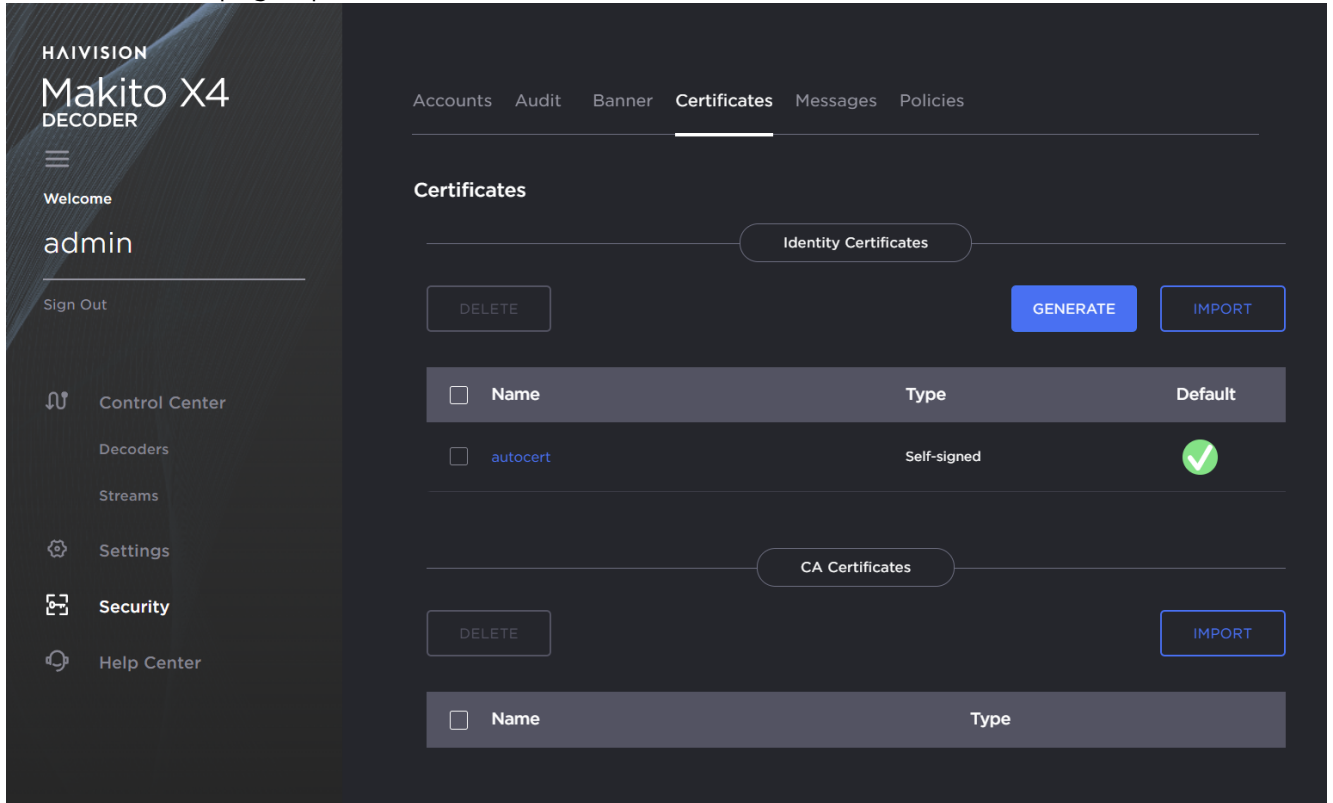 HAIVISION
Makito X4
DECODER
Welcome
admin
Sign Out
Control Center
Decoders
Streams
Settings
Security
Help Center
Accounts Audit Banner Certificates Messages Policies
Certificates
Identity Certificates
DELETE GENERATE IMPORT
Name Type Default
autocert Self-signed
CA Certificates
DELETE IMPORT
Name Type